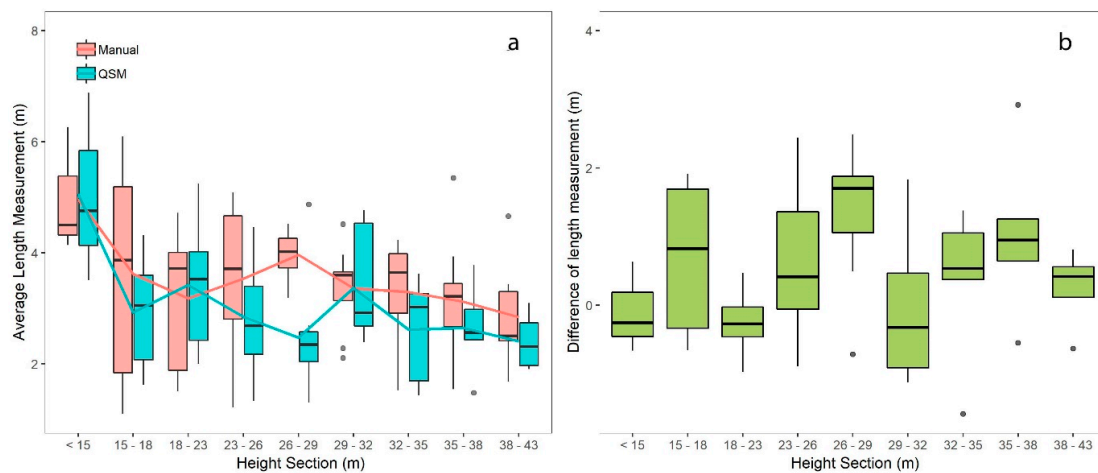 a
Manual
QSM
8
6
4
2
Average Length Measurement (m)
< 15
15 - 18
18 - 23
23 - 26
26 - 29
29 - 32
32 - 35
35 - 38
38 - 43
Height Section (m)
b
4
2
0
Difference of length measurement (m)
< 15
15 - 18
18 - 23
23 - 26
26 - 29
29 - 32
32 - 35
35 - 38
38 - 43
Height Section (m)